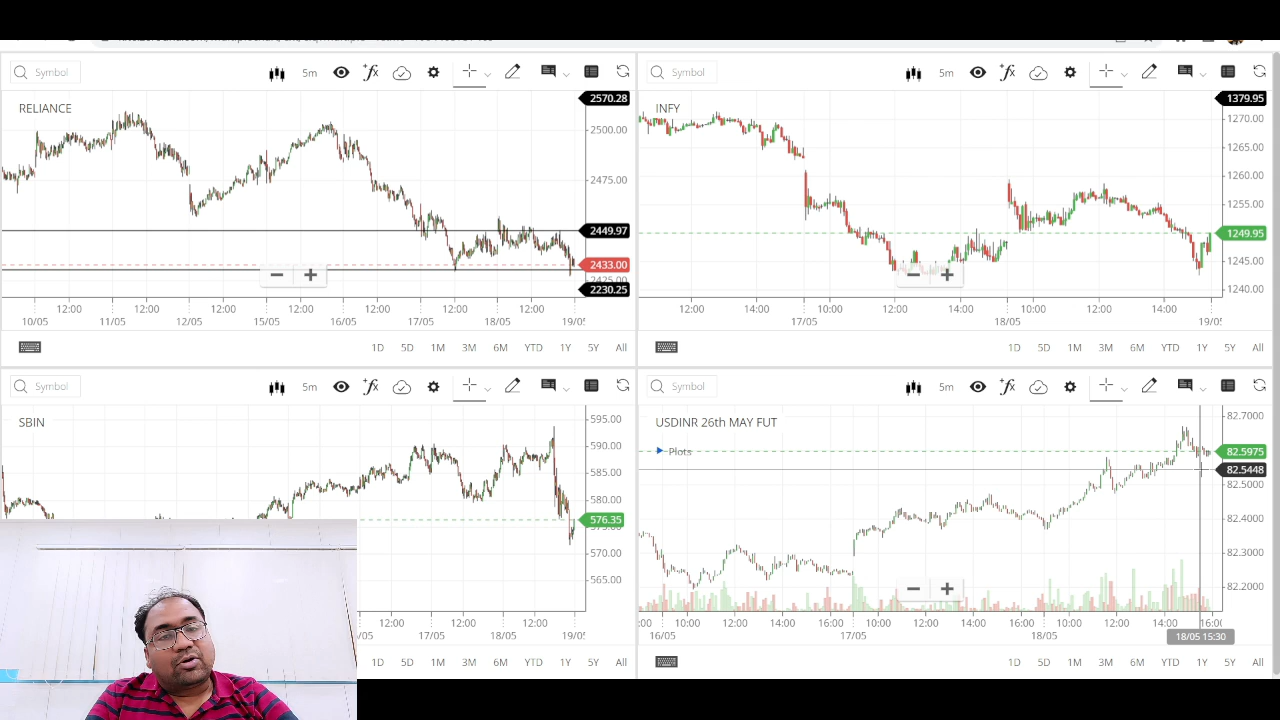 Symbol
5m
RELIANCE
2570.28
2500.00
2475.00
2449.97
2433.00
2425.00
2230.25
12:00 12:00 12:00 12:00 12:00 12:00 12:00
10/05 11/05 12/05 15/05 16/05 17/05 18/05 19/05
1D 5D 1M 3M 6M YTD 1Y 5Y All
Symbol
5m
INFY
1379.95
1270.00
1265.00
1260.00
1255.00
1249.95
1245.00
1240.00
12:00 14:00 10:00 12:00 14:00 10:00 12:00 14:00
17/05 18/05 19/05
1D 5D 1M 3M 6M YTD 1Y 5Y All
Symbol
5m
SBIN
595.00
590.00
585.00
580.00
576.35
575.00
570.00
565.00
12:00 12:00 12:00
/05 17/05 18/05 19/05
1D 5D 1M 3M 6M YTD 1Y 5Y All
Symbol
5m
USDINR 26th MAY FUT
Plots
82.7000
82.5975
82.5448
82.5000
82.4000
82.3000
82.2000
10:00 12:00 14:00 16:00 10:00 12:00 14:00 16:00 10:00 12:00 14:00 16:00
16/05 17/05 18/05
18/05 15:30
1D 5D 1M 3M 6M YTD 1Y 5Y All